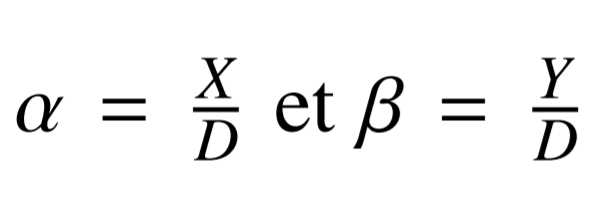 α = X/D et β = Y/D